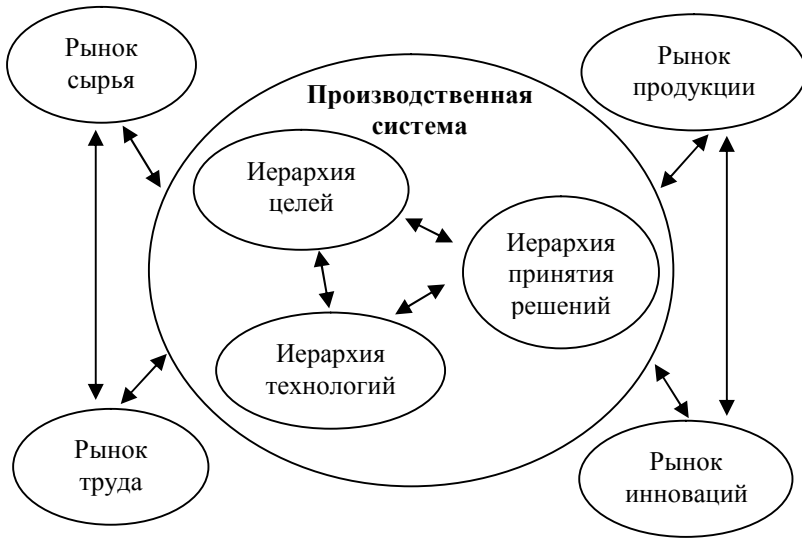 Рынок
сырья
Рынок
продукции
Производственная
система
Иерархия
целей
Иерархия
принятия
решений
Иерархия
технологий
Рынок
труда
Рынок
инноваций